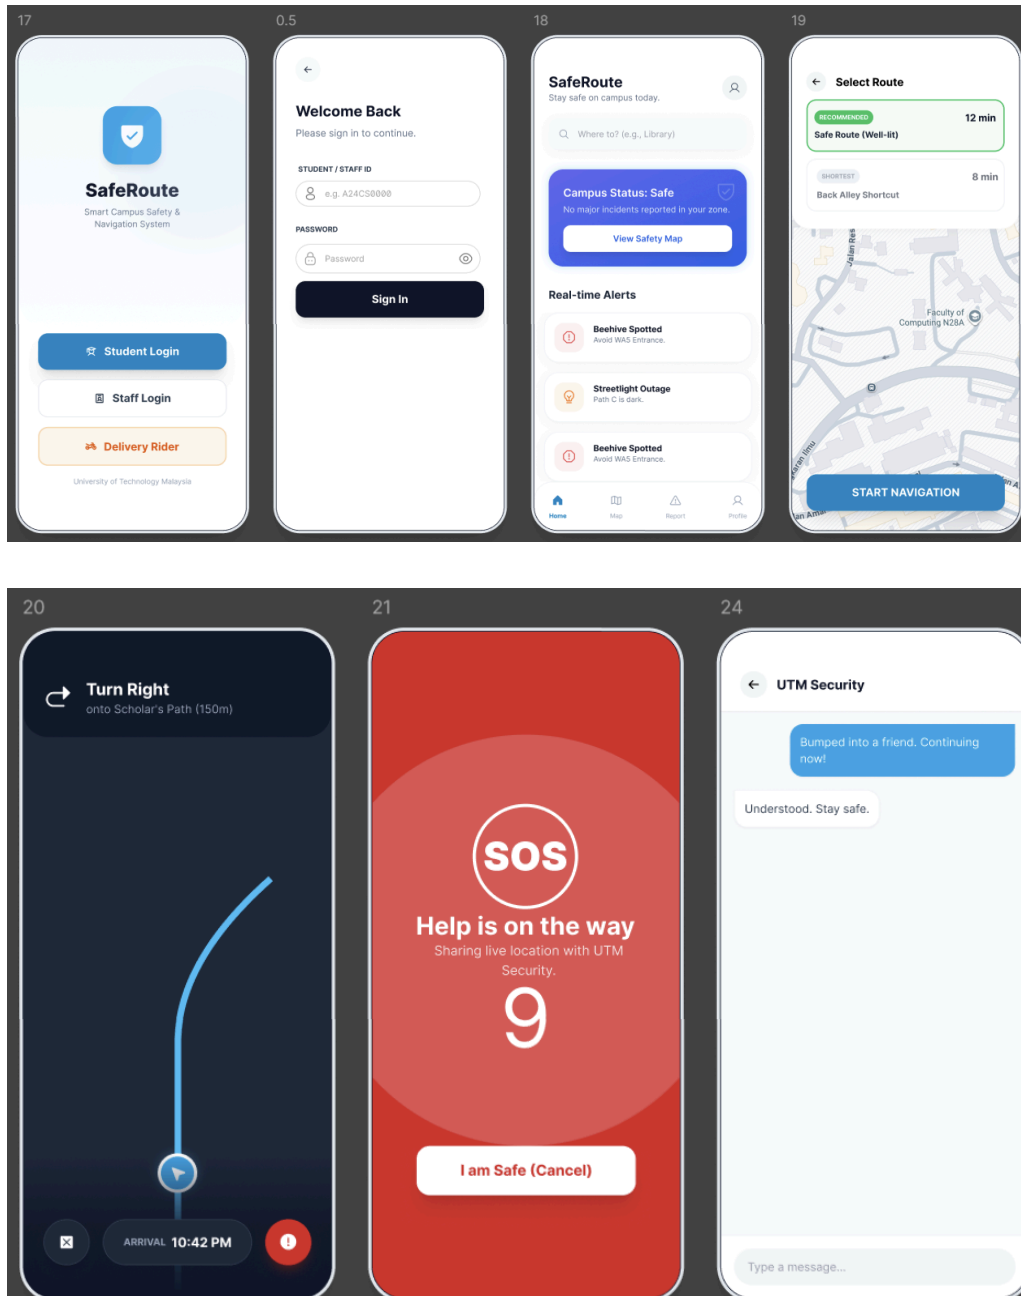 17
0.5
18
19
SafeRoute
Smart Campus Safety &
Navigation System
Student Login
Staff Login
Delivery Rider
University of Technology Malaysia
Welcome Back
Please sign in to continue.
STUDENT / STAFF ID
e.g. A24CS0000
PASSWORD
Password
Sign In
SafeRoute
Stay safe on campus today.
Where to? (e.g., Library)
Campus Status: Safe
No major incidents reported in your zone.
View Safety Map
Real-time Alerts
Beehive Spotted
Avoid WA5 Entrance.
Streetlight Outage
Path C is dark.
Beehive Spotted
Avoid WA5 Entrance.
Home
Map
Report
Profile
Select Route
RECOMMENDED
12 min
Safe Route (Well-lit)
SHORTEST
8 min
Back Alley Shortcut
Jalan Res
Faculty of
Computing N28A
karan Ilmu
an Amal
START NAVIGATION
20
21
24
Turn Right
onto Scholar's Path (150m)
ARRIVAL 10:42 PM
SOS
Help is on the way
Sharing live location with UTM
Security.
9
I am Safe (Cancel)
UTM Security
Bumped into a friend. Continuing
now!
Understood. Stay safe.
Type a message...